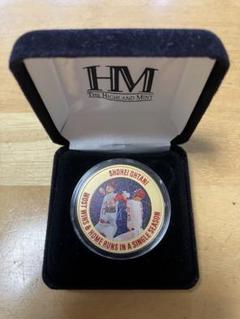 HM
THE HIGHLAND MINT
SHOHEI OHTANI
MOST WINS & HOME RUNS IN A SINGLE SEASON